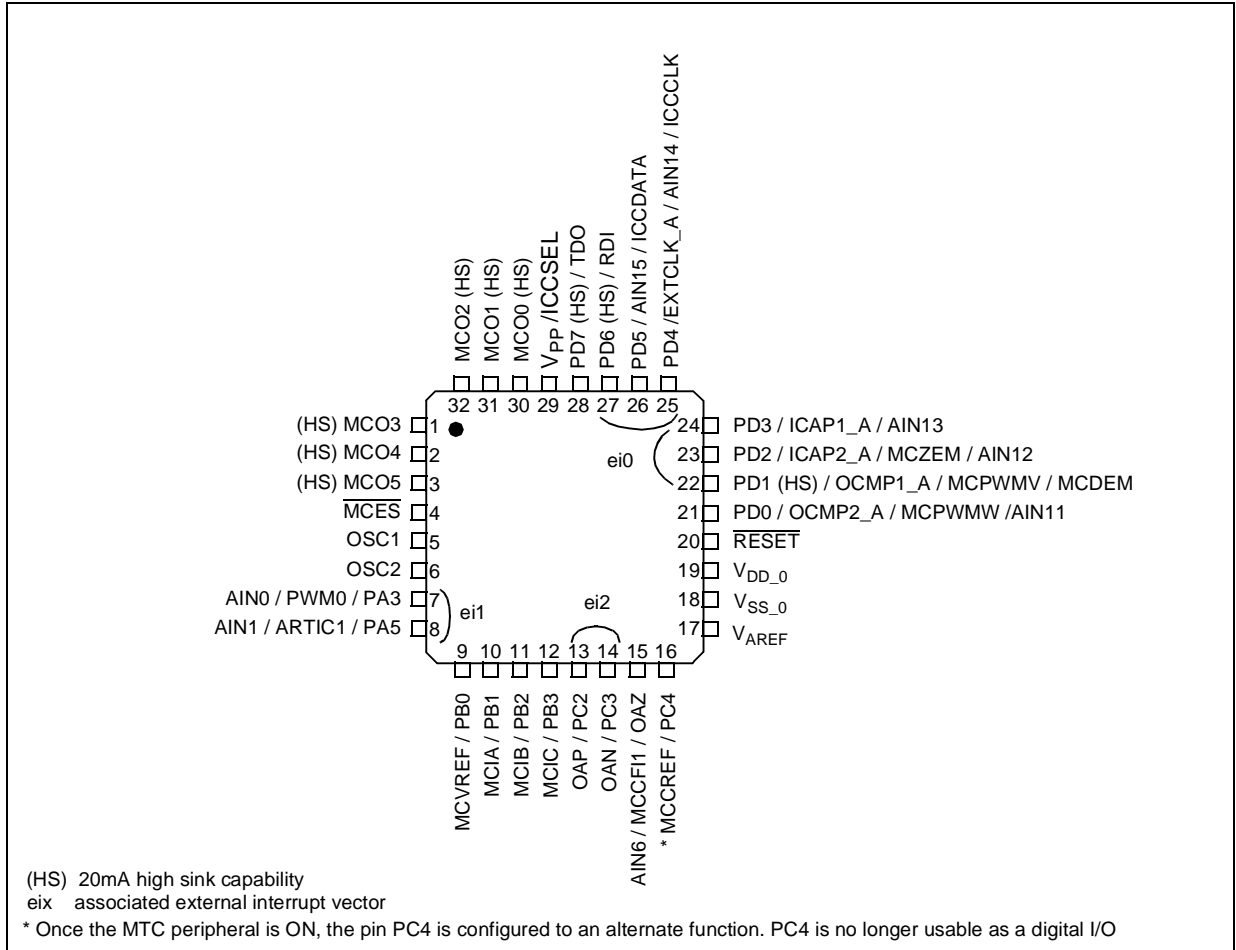 MCO2 (HS)
MCO1 (HS)
MCO0 (HS)
VPP /ICCSEL
PD7 (HS) / TDO
PD6 (HS) / RDI
PD5 / AIN15 / ICCDATA
PD4 /EXTCLK_A / AIN14 / ICCCLK
32 31 30 29 28 27 26 25
(HS) MCO3 1
(HS) MCO4 2
(HS) MCO5 3
MCES 4
OSC1 5
OSC2 6
AIN0 / PWM0 / PA3 7
AIN1 / ARTIC1 / PA5 8
ei1
ei0
ei2
24 PD3 / ICAP1_A / AIN13
23 PD2 / ICAP2_A / MCZEM / AIN12
22 PD1 (HS) / OCMP1_A / MCPWMV / MCDEM
21 PD0 / OCMP2_A / MCPWMW /AIN11
20 RESET
19 VDD_0
18 VSS_0
17 VAREF
9 10 11 12 13 14 15 16
MCVREF / PB0
MCIA / PB1
MCIB / PB2
MCIC / PB3
OAP / PC2
OAN / PC3
AIN6 / MCCFI1 / OAZ
* MCCREF / PC4
(HS) 20mA high sink capability
eix associated external interrupt vector
* Once the MTC peripheral is ON, the pin PC4 is configured to an alternate function. PC4 is no longer usable as a digital I/O